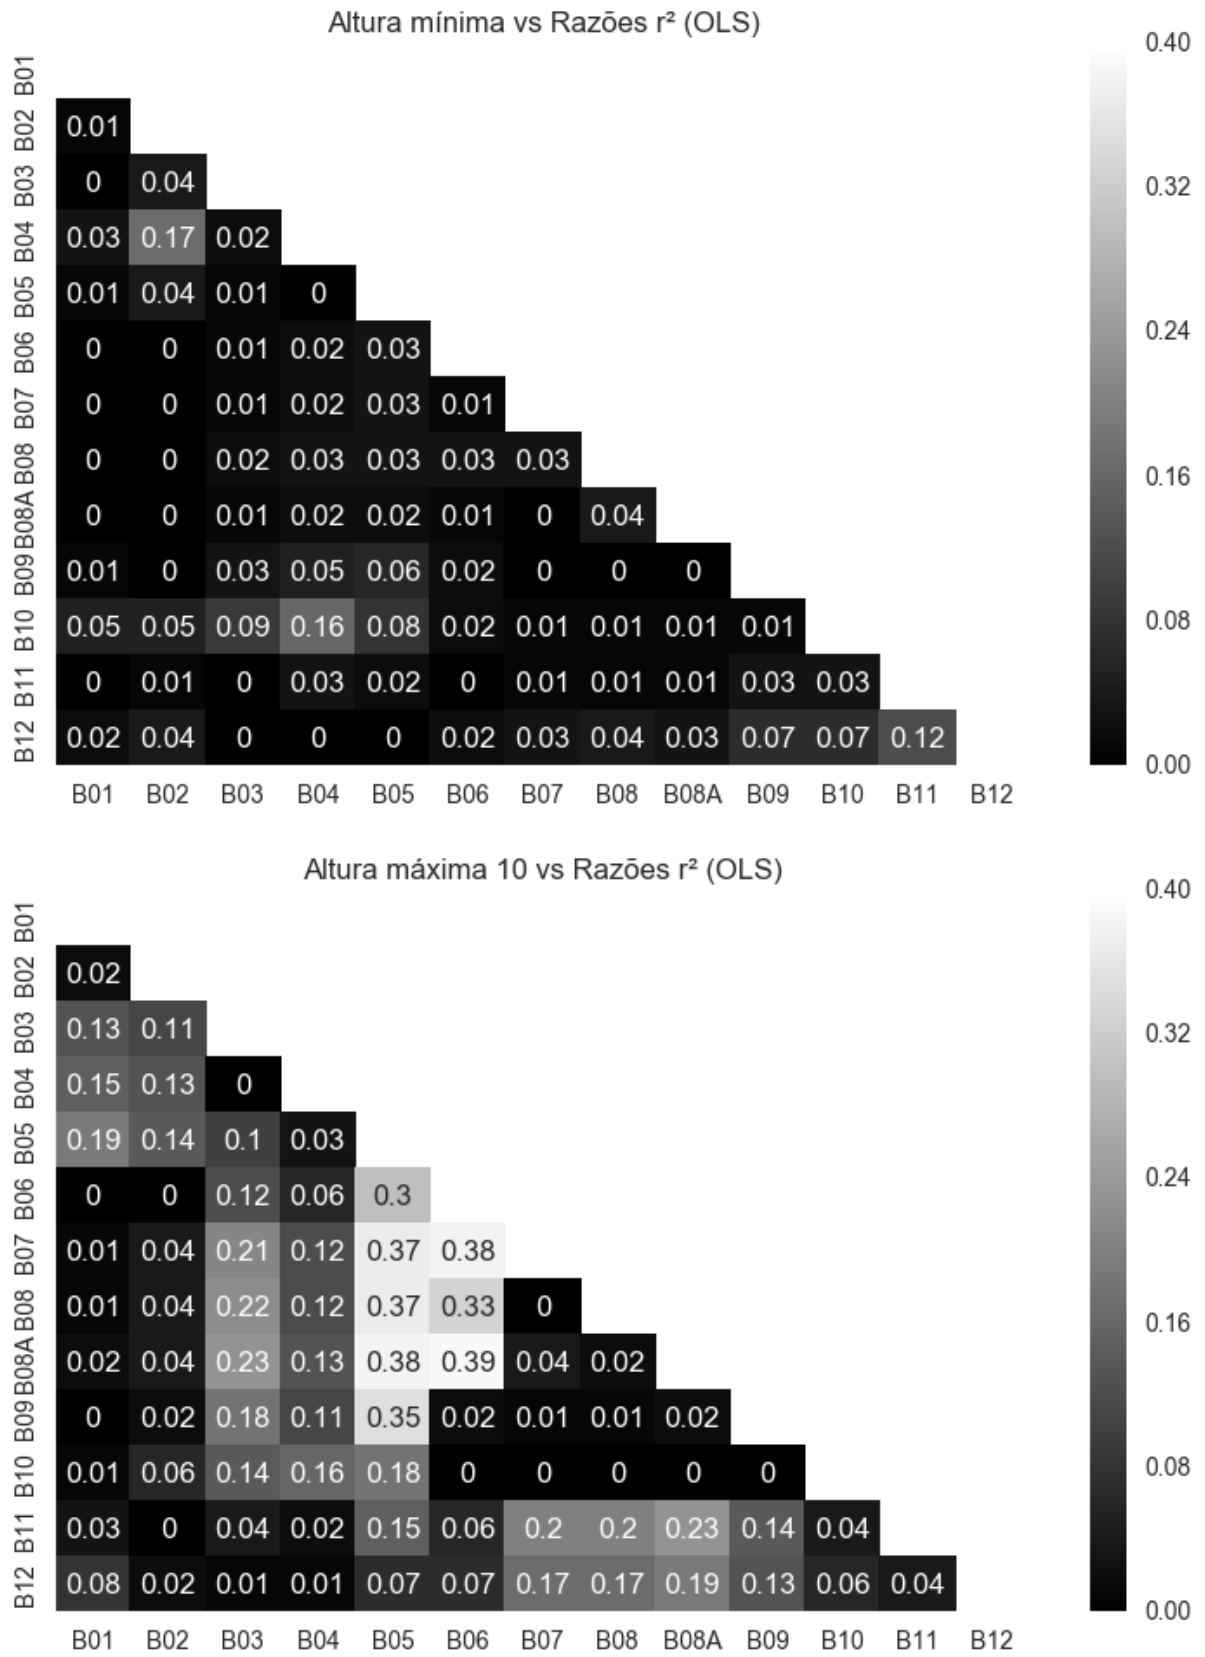 Altura mínima vs Razões r² (OLS)
0.40
B01
B02 0.01
B03 0 0.04
0.32
B04 0.03 0.17 0.02
B05 0.01 0.04 0.01 0
0.24
B06 0 0 0.01 0.02 0.03
B07 0 0 0.01 0.02 0.03 0.01
B08 0 0 0.02 0.03 0.03 0.03 0.03
0.16
B08A 0 0 0.01 0.02 0.02 0.01 0 0.04
B09 0.01 0 0.03 0.05 0.06 0.02 0 0 0
B10 0.05 0.05 0.09 0.16 0.08 0.02 0.01 0.01 0.01 0.01
0.08
B11 0 0.01 0 0.03 0.02 0 0.01 0.01 0.01 0.03 0.03
B12 0.02 0.04 0 0 0 0.02 0.03 0.04 0.03 0.07 0.07 0.12
0.00
B01 B02 B03 B04 B05 B06 B07 B08 B08A B09 B10 B11 B12
Altura máxima 10 vs Razões r² (OLS)
0.40
B01
B02 0.02
B03 0.13 0.11
0.32
B04 0.15 0.13 0
B05 0.19 0.14 0.1 0.03
0.24
B06 0 0 0.12 0.06 0.3
B07 0.01 0.04 0.21 0.12 0.37 0.38
B08 0.01 0.04 0.22 0.12 0.37 0.33 0
0.16
B08A 0.02 0.04 0.23 0.13 0.38 0.39 0.04 0.02
B09 0 0.02 0.18 0.11 0.35 0.02 0.01 0.01 0.02
B10 0.01 0.06 0.14 0.16 0.18 0 0 0 0 0
0.08
B11 0.03 0 0.04 0.02 0.15 0.06 0.2 0.2 0.23 0.14 0.04
B12 0.08 0.02 0.01 0.01 0.07 0.07 0.17 0.17 0.19 0.13 0.06 0.04
0.00
B01 B02 B03 B04 B05 B06 B07 B08 B08A B09 B10 B11 B12